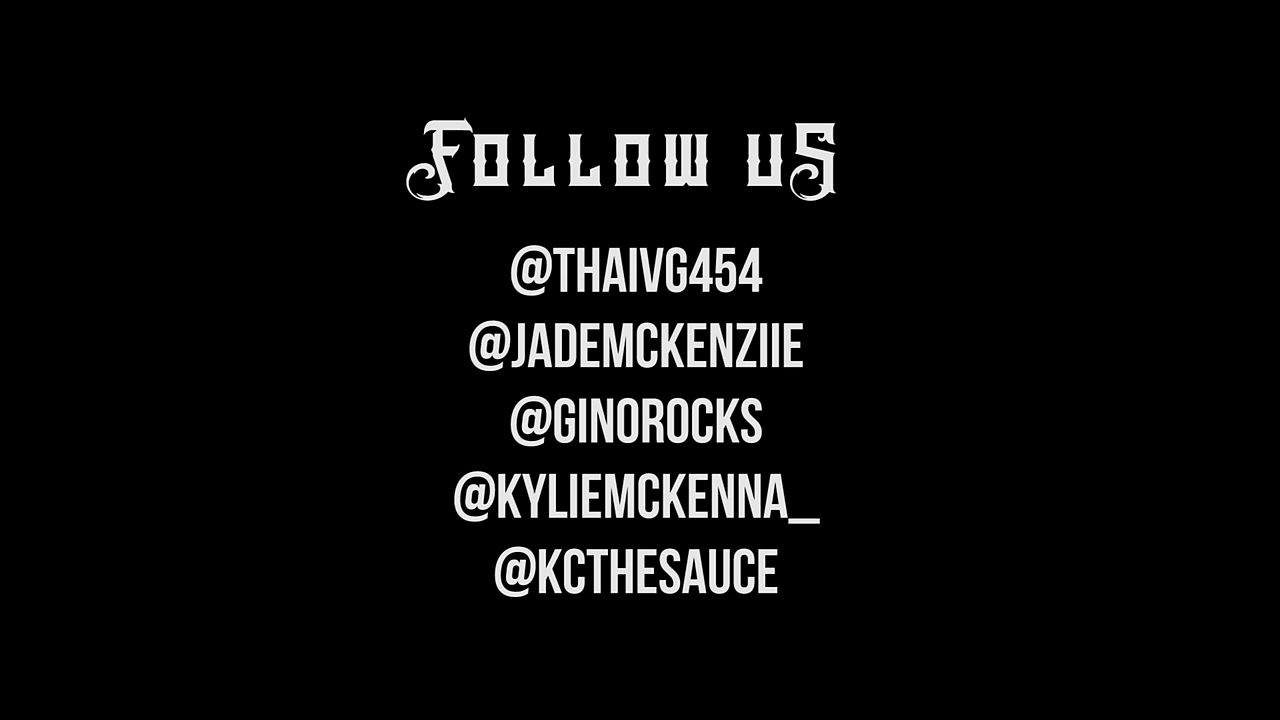 Follow uS
@THAIVG454
@JADEMCKENZIIE
@GINOROCKS
@KYLIEMCKENNA_
@KCTHESAUCE